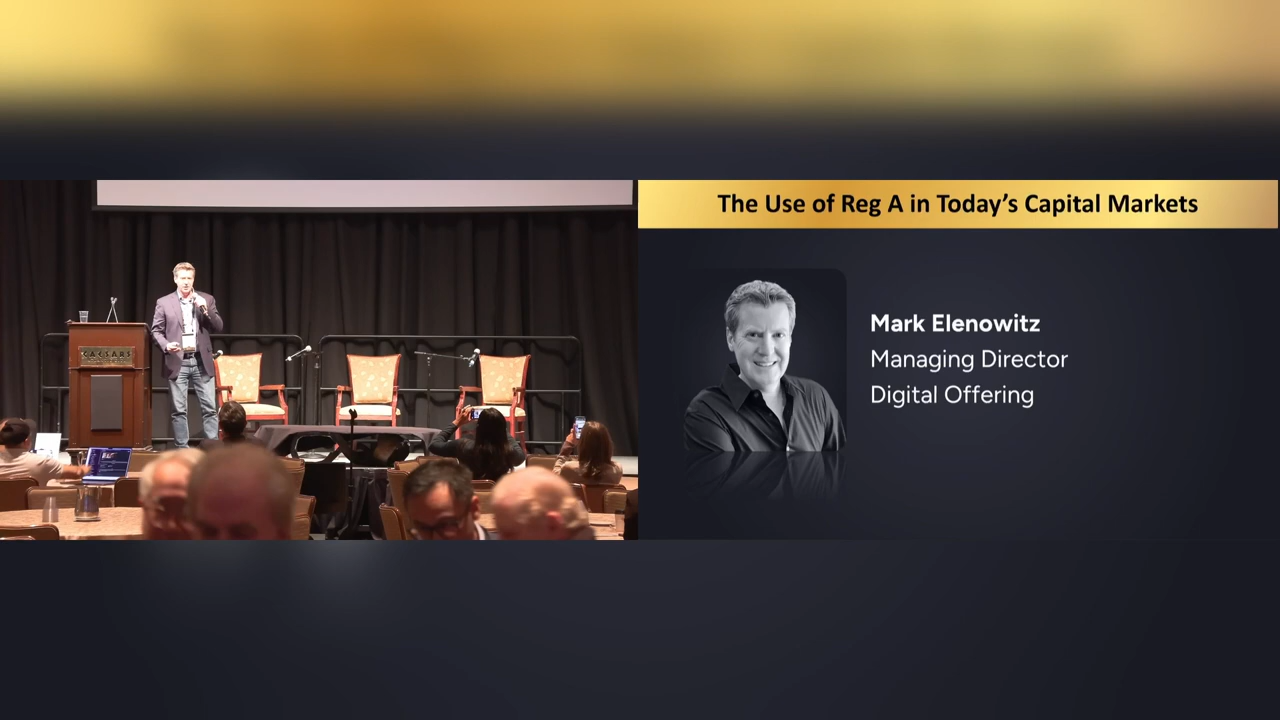 CAESARS
The Use of Reg A in Today's Capital Markets
Mark Elenowitz
Managing Director
Digital Offering